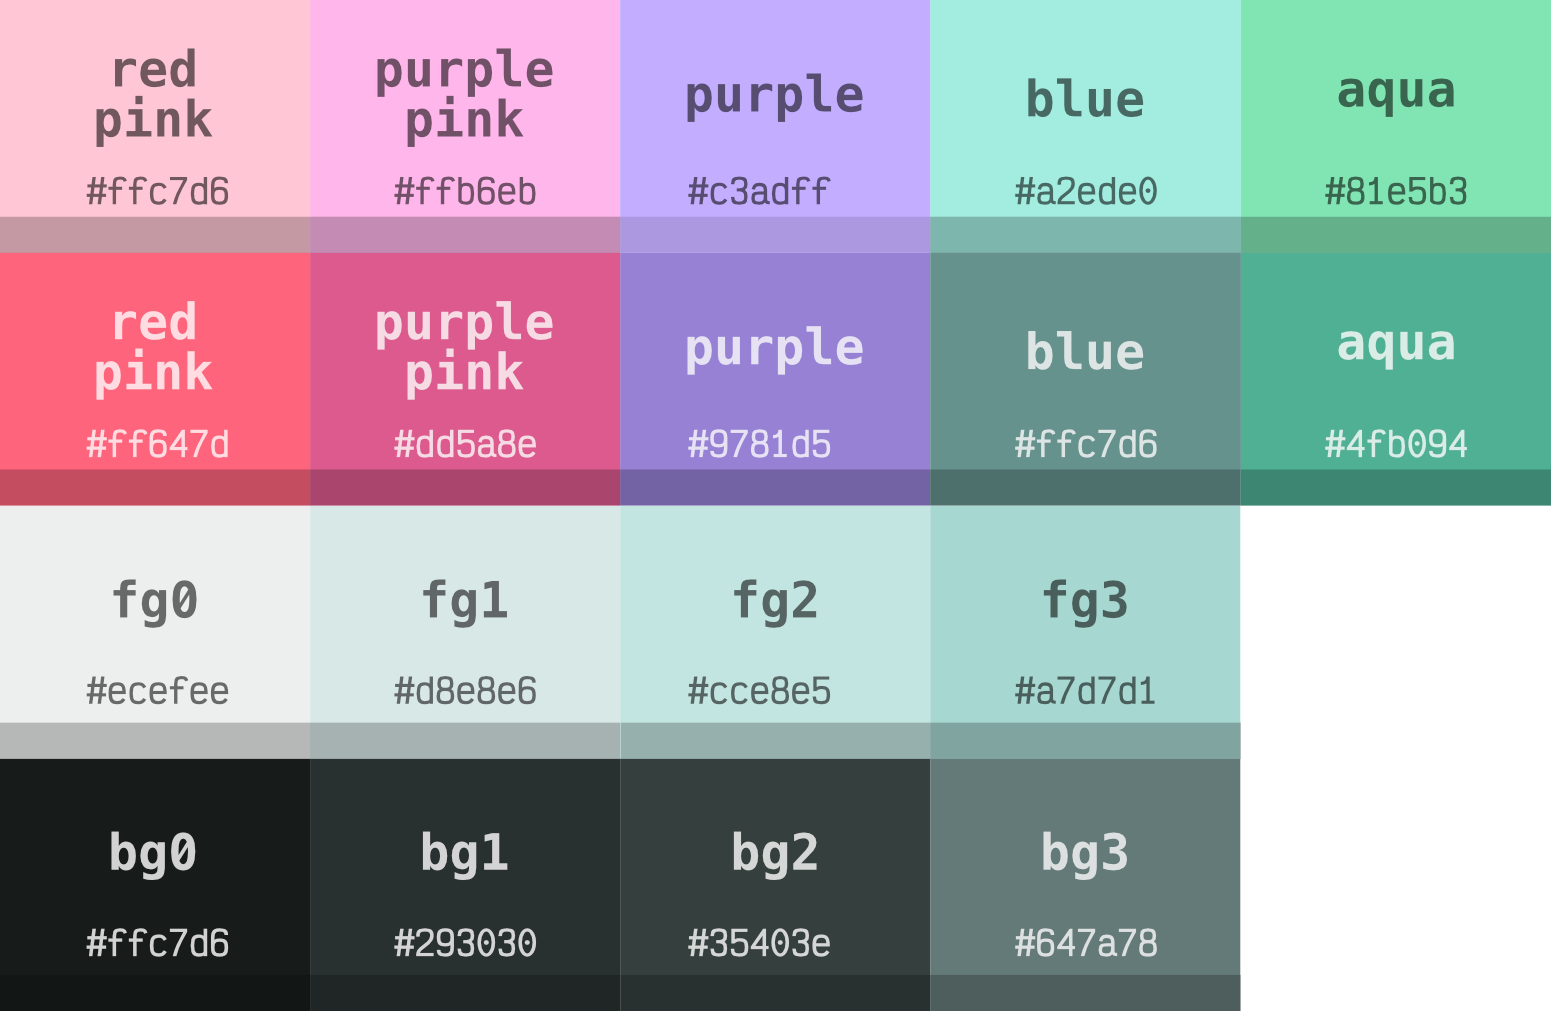 red
pink
#ffc7d6
purple
pink
#ffb6eb
purple
#c3adff
blue
#a2ede0
aqua
#81e5b3
red
pink
#ff647d
purple
pink
#dd5a8e
purple
#9781d5
blue
#ffc7d6
aqua
#4fb094
fg0
#ecefee
fg1
#d8e8e6
fg2
#cce8e5
fg3
#a7d7d1
bg0
#ffc7d6
bg1
#293030
bg2
#35403e
bg3
#647a78